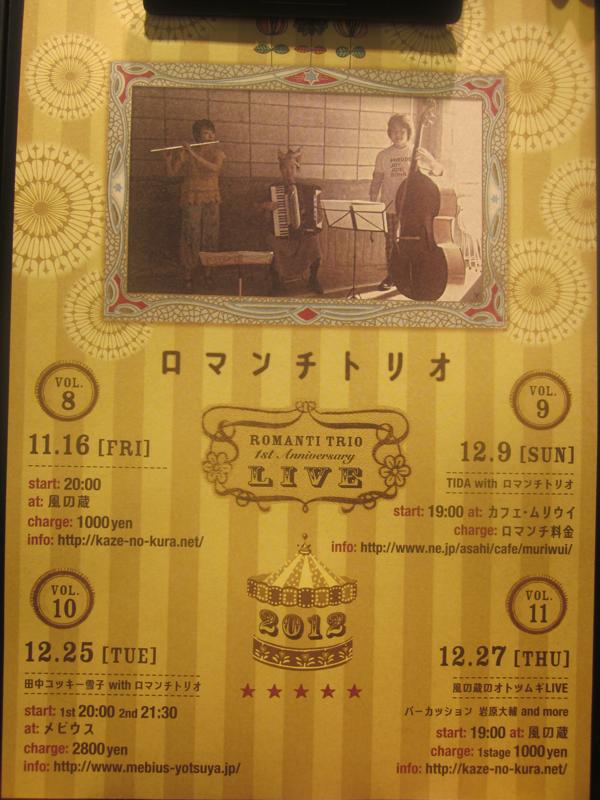 ロマンチトリオ
ROMANTI TRIO
1st Anniversary
LIVE
VOL.
8
11.16 [FRI]
start: 20:00
at: 風の蔵
charge: 1000yen
info: http://kaze-no-kura.net/
VOL.
9
12.9 [SUN]
TIDA with ロマンチトリオ
start: 19:00 at: カフェ・ムリウイ
charge: ロマンチ料金
info: http://www.ne.jp/asahi/cafe/muriwui/
2012
VOL.
10
12.25 [TUE]
田中ユッキー雪子 with ロマンチトリオ
start: 1st 20:00 2nd 21:30
at: メビウス
charge: 2800yen
info: http://www.mebius-yotsuya.jp/
VOL.
11
12.27 [THU]
風の蔵のオトツムギLIVE
パーカッション 岩原大輔 and more
start: 19:00 at: 風の蔵
charge: 1stage 1000yen
info: http://kaze-no-kura.net/